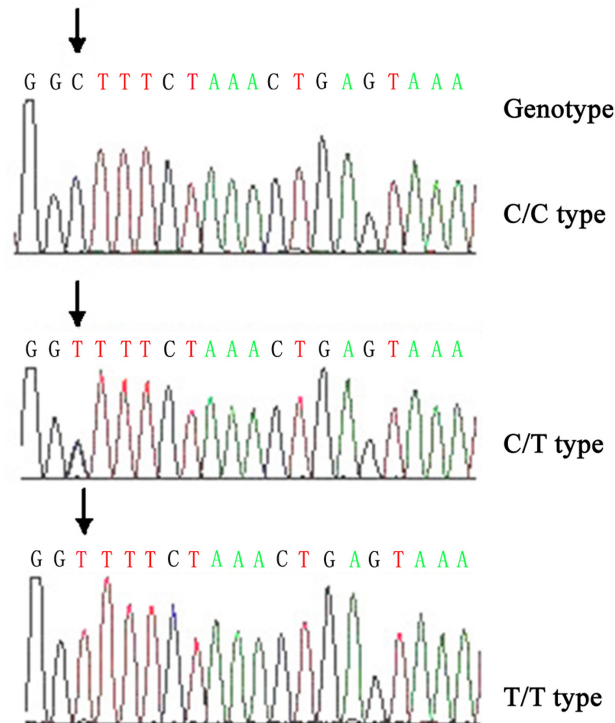 G G C T T T C T A A A C T G A G T A A A
Genotype
C/C type
G G T T T T C T A A A C T G A G T A A A
C/T type
G G T T T T C T A A A C T G A G T A A A
T/T type